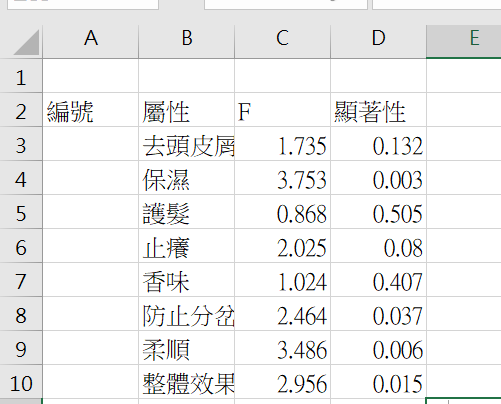 A B C D E
1
2 編號 屬性 F 顯著性
3 去頭皮屑 1.735 0.132
4 保濕 3.753 0.003
5 護髮 0.868 0.505
6 止癢 2.025 0.08
7 香味 1.024 0.407
8 防止分岔 2.464 0.037
9 柔順 3.486 0.006
10 整體效果 2.956 0.015